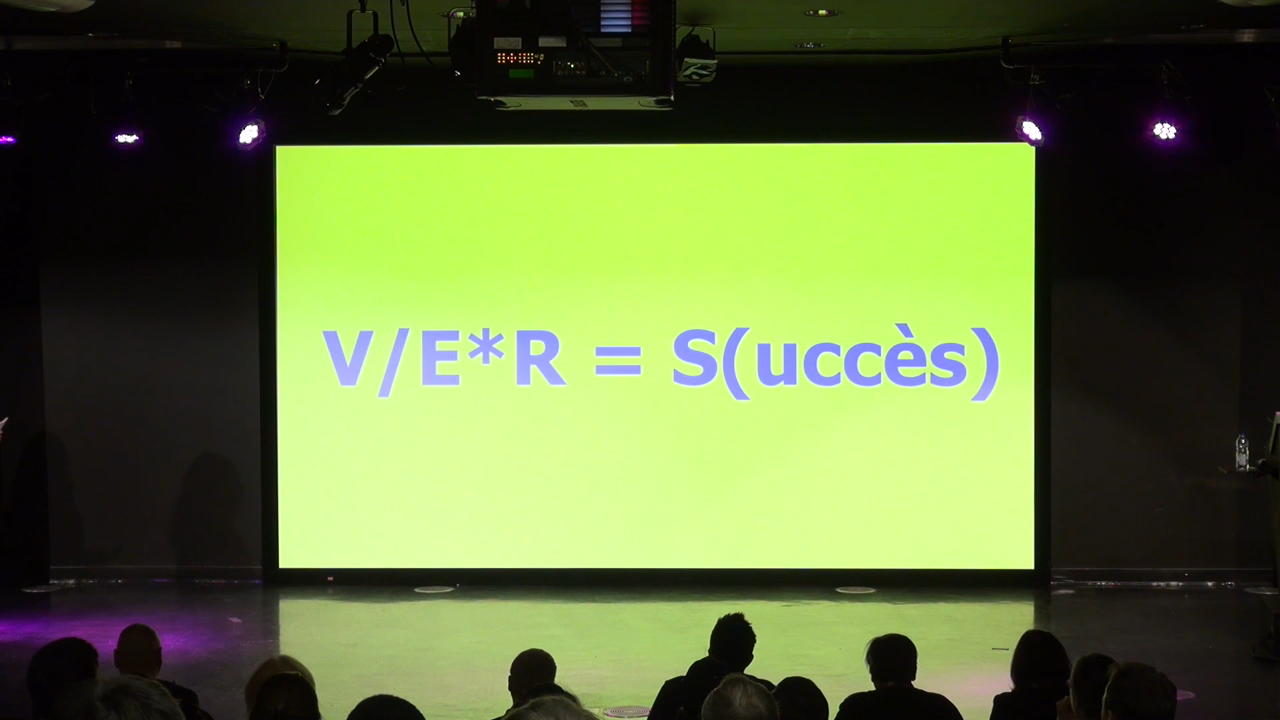 V/E*R = S(uccès)